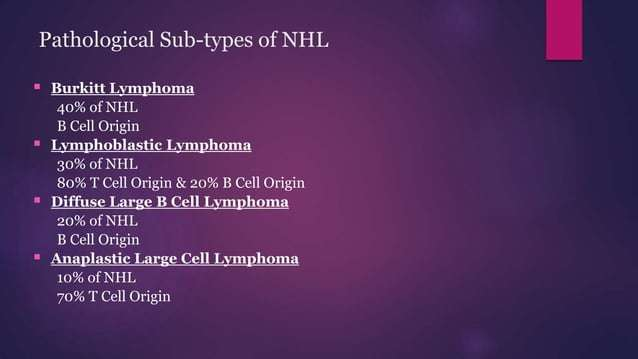 Pathological Sub-types of NHL
▪ Burkitt Lymphoma
40% of NHL
B Cell Origin
▪ Lymphoblastic Lymphoma
30% of NHL
80% T Cell Origin & 20% B Cell Origin
▪ Diffuse Large B Cell Lymphoma
20% of NHL
B Cell Origin
▪ Anaplastic Large Cell Lymphoma
10% of NHL
70% T Cell Origin